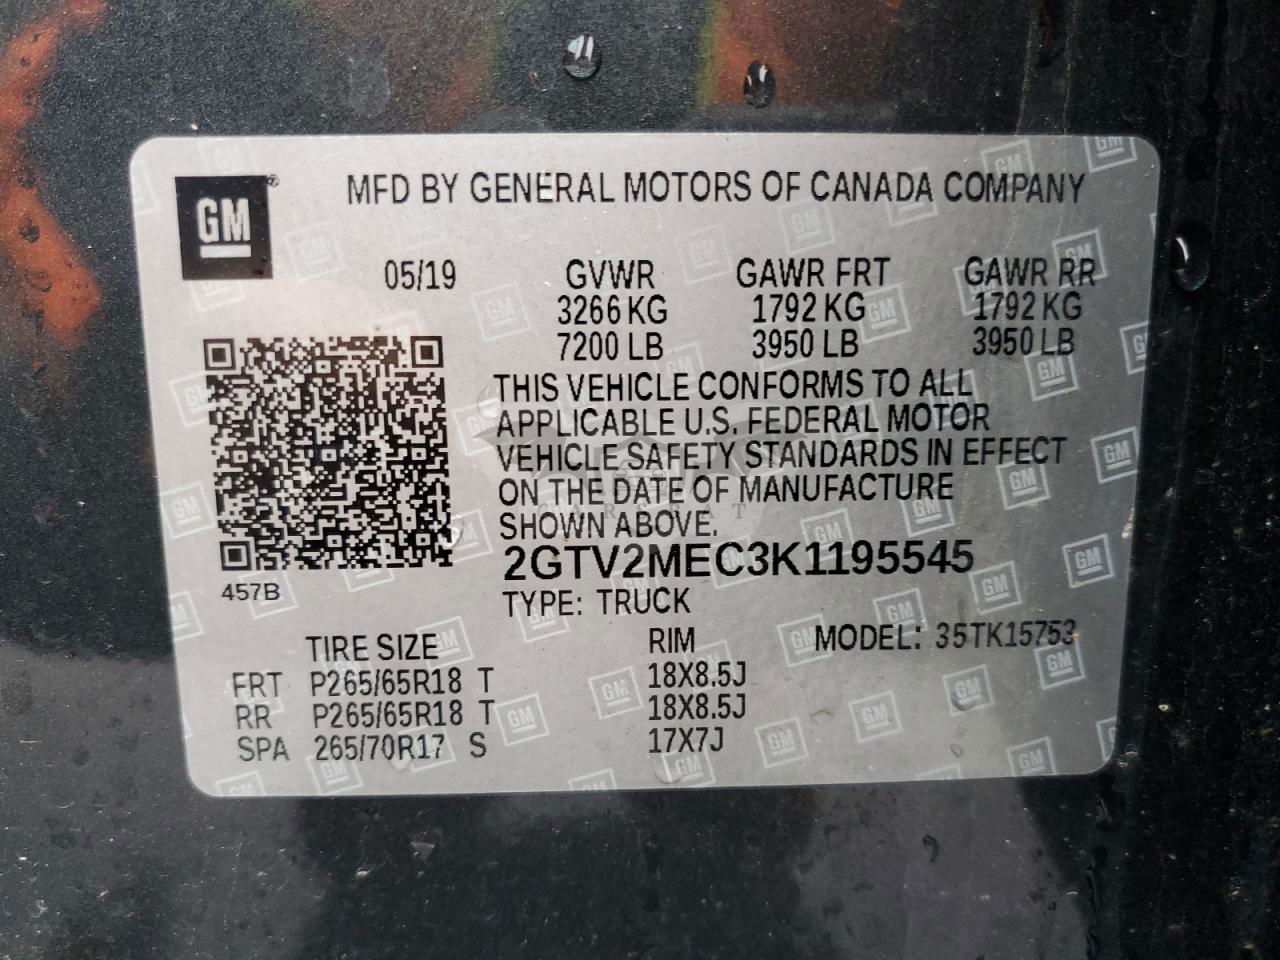 GM
MFD BY GENERAL MOTORS OF CANADA COMPANY
05/19 GVWR GAWR FRT GAWR RR
3266 KG 1792 KG 1792 KG
7200 LB 3950 LB 3950 LB
THIS VEHICLE CONFORMS TO ALL
APPLICABLE U.S. FEDERAL MOTOR
VEHICLE SAFETY STANDARDS IN EFFECT
ON THE DATE OF MANUFACTURE
SHOWN ABOVE.
2GTV2MEC3K1195545
457B
TYPE: TRUCK
TIRE SIZE RIM MODEL: 35TK15753
FRT P265/65R18 T 18X8.5J
RR P265/65R18 T 18X8.5J
SPA 265/70R17 S 17X7J